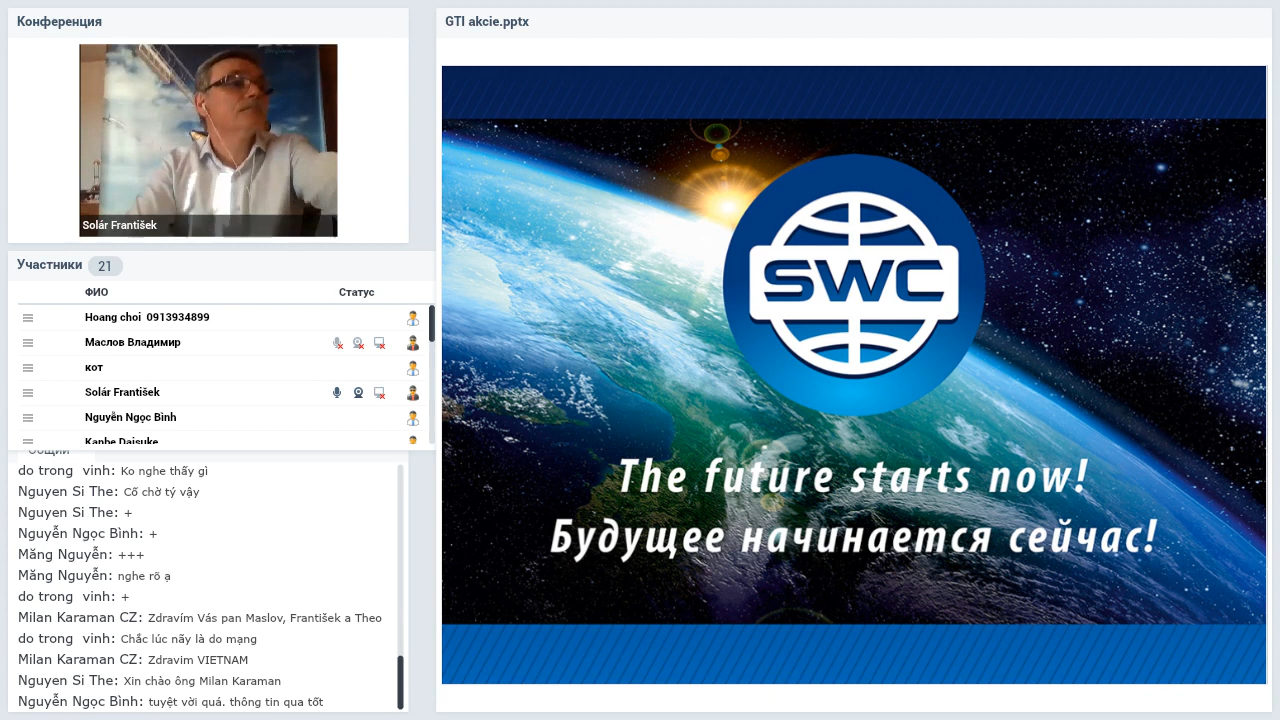 Конференция
Solár František
Участники 21
ФИО Статус
Hoang choi 0913934899
Маслов Владимир
кот
Solár František
Nguyễn Ngọc Bình
Kanbe Daisuke
Общий
do trong vinh: Ko nghe thấy gì
Nguyen Si The: Cố chờ tý vậy
Nguyen Si The: +
Nguyễn Ngọc Bình: +
Măng Nguyễn: +++
Măng Nguyễn: nghe rõ ạ
do trong vinh: +
Milan Karaman CZ: Zdravím Vás pan Maslov, František a Theo
do trong vinh: Chắc lúc nãy là do mạng
Milan Karaman CZ: Zdravim VIETNAM
Nguyen Si The: Xin chào ông Milan Karaman
Nguyễn Ngọc Bình: tuyệt vời quá. thông tin qua tốt
GTI akcie.pptx
SWC
The future starts now!
Будущее начинается сейчас!